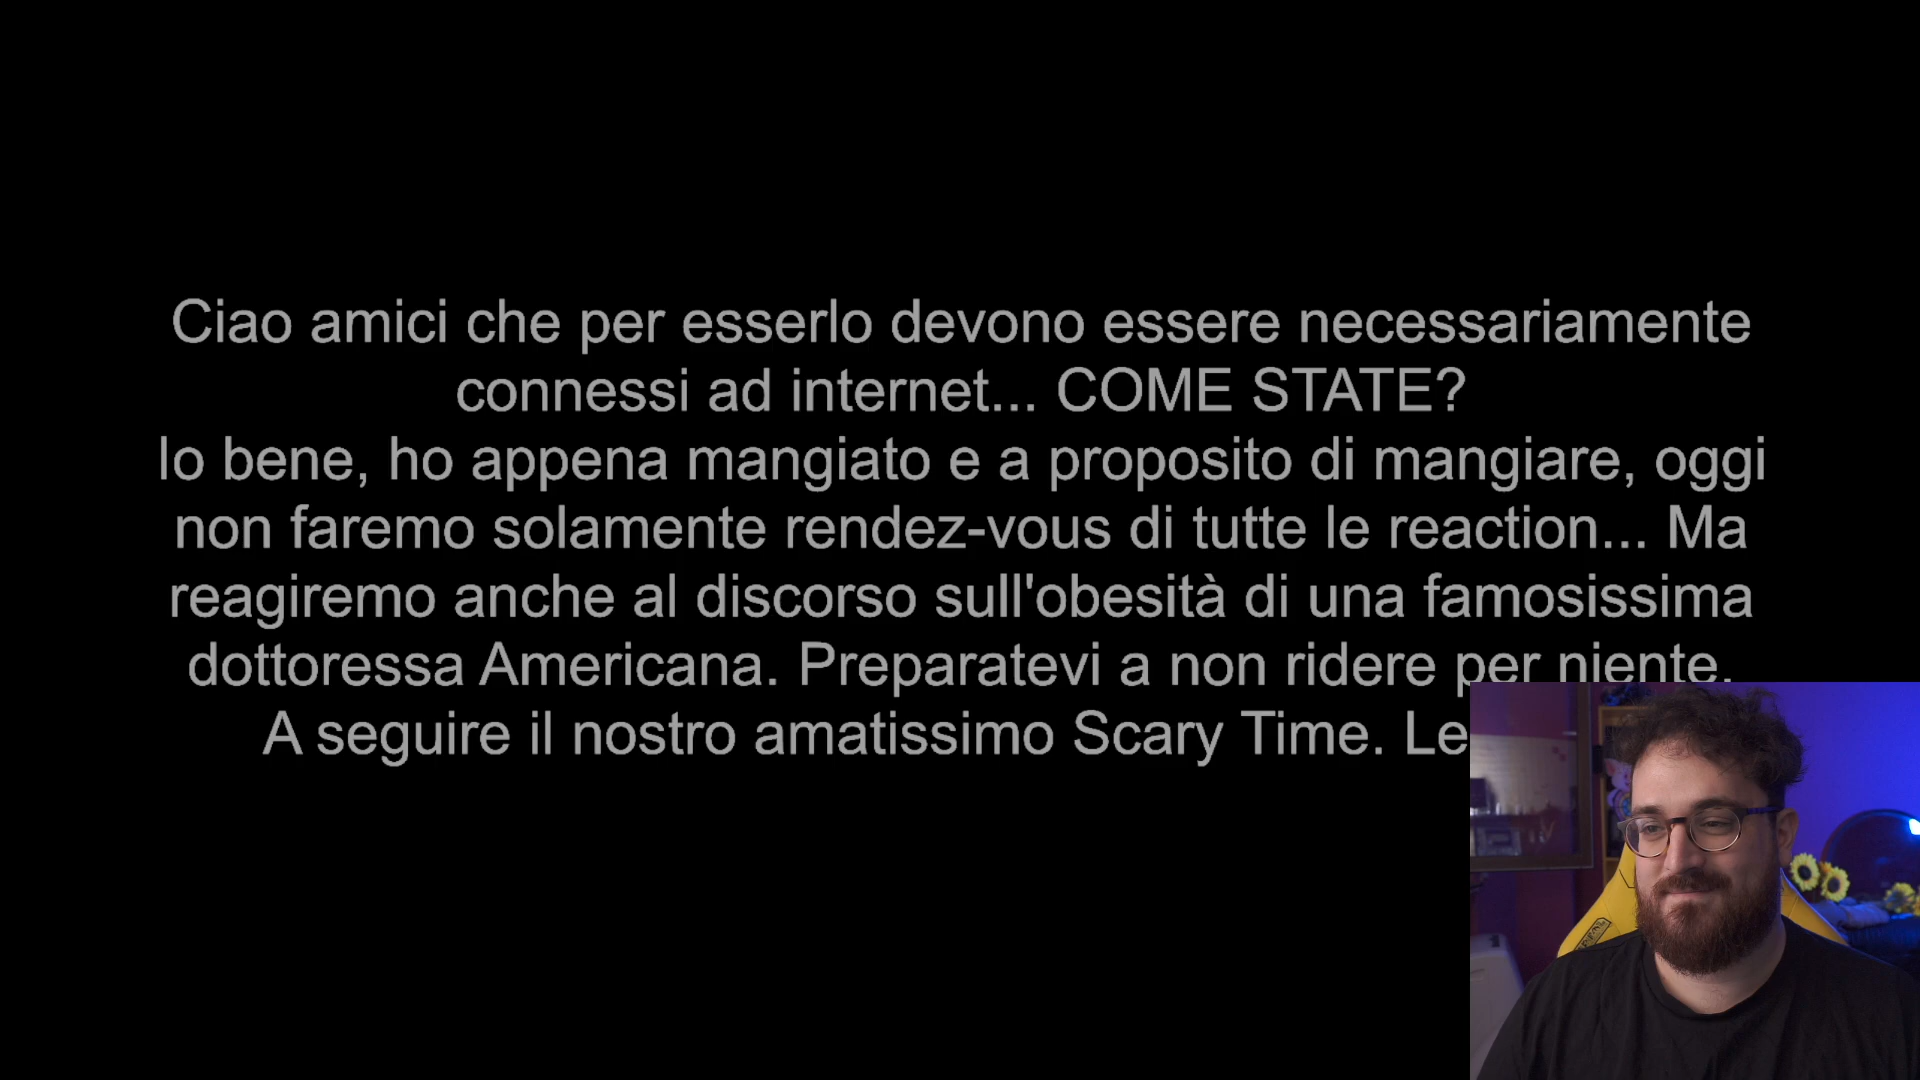 Ciao amici che per esserlo devono essere necessariamente
connessi ad internet... COME STATE?
Io bene, ho appena mangiato e a proposito di mangiare, oggi
non faremo solamente rendez-vous di tutte le reaction... Ma
reagiremo anche al discorso sull'obesità di una famosissima
dottoressa Americana. Preparatevi a non ridere per niente.
A seguire il nostro amatissimo Scary Time.